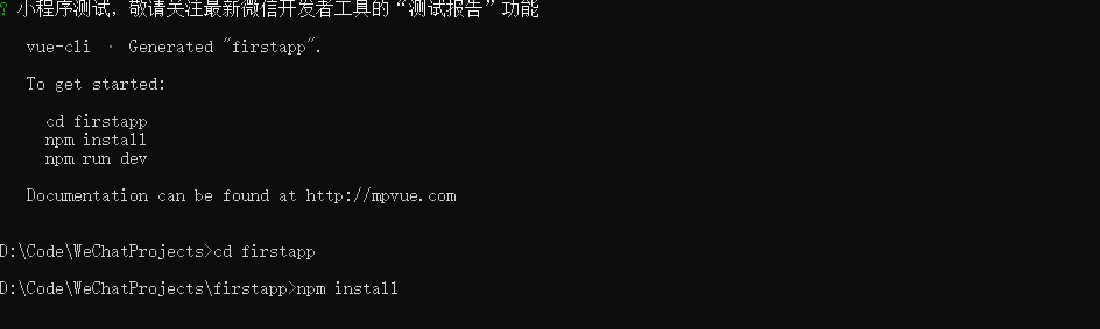 ? 小程序测试，敬请关注最新微信开发者工具的“测试报告”功能
vue-cli · Generated "firstapp".
To get started:
cd firstapp
npm install
npm run dev
Documentation can be found at http://mpvue.com
D:\Code\WeChatProjects>cd firstapp
D:\Code\WeChatProjects\firstapp>npm install